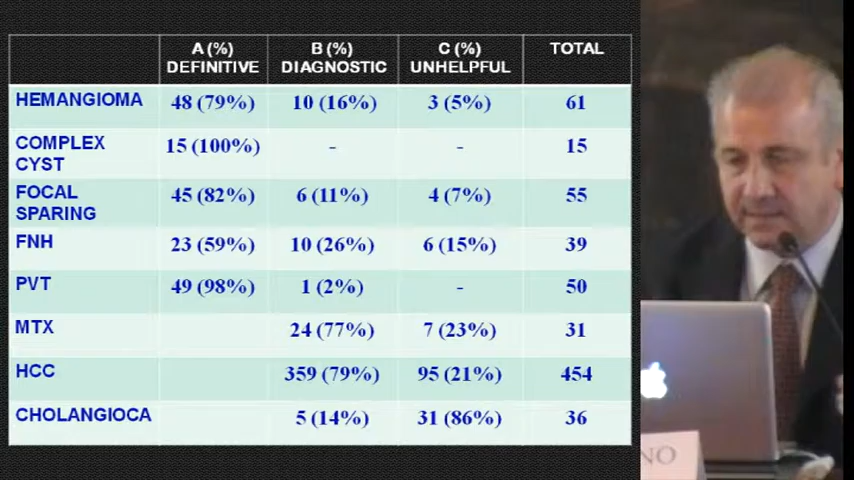 A (%) B (%) C (%) TOTAL
DEFINITIVE DIAGNOSTIC UNHELPFUL
HEMANGIOMA 48 (79%) 10 (16%) 3 (5%) 61
COMPLEX CYST 15 (100%) - - 15
FOCAL SPARING 45 (82%) 6 (11%) 4 (7%) 55
FNH 23 (59%) 10 (26%) 6 (15%) 39
PVT 49 (98%) 1 (2%) - 50
MTX 24 (77%) 7 (23%) 31
HCC 359 (79%) 95 (21%) 454
CHOLANGIOCA 5 (14%) 31 (86%) 36
NO